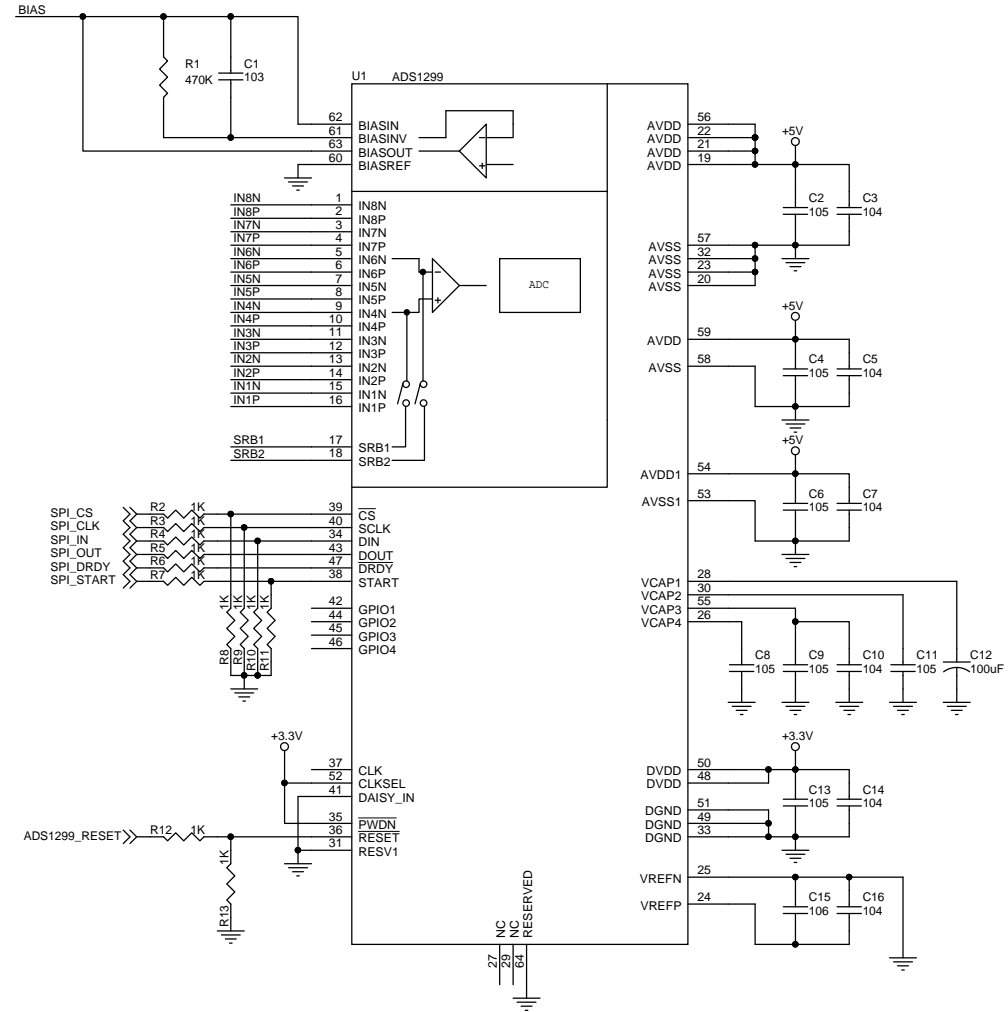 BIAS
R1
470K
C1
103
U1 ADS1299
62 BIASIN
61 BIASINV
63 BIASOUT
60 BIASREF
IN8N 1 IN8N
IN8P 2 IN8P
IN7N 3 IN7N
IN7P 4 IN7P
IN6N 5 IN6N
IN6P 6 IN6P
IN5N 7 IN5N
IN5P 8 IN5P
IN4N 9 IN4N
IN4P 10 IN4P
IN3N 11 IN3N
IN3P 12 IN3P
IN2N 13 IN2N
IN2P 14 IN2P
IN1N 15 IN1N
IN1P 16 IN1P
SRB1 17 SRB1
SRB2 18 SRB2
ADC
SPI_CS R2 1K 39 CS
SPI_CLK R3 1K 40 SCLK
SPI_IN R4 1K 34 DIN
SPI_OUT R5 1K 43 DOUT
SPI_DRDY R6 1K 47 DRDY
SPI_START R7 1K 38 START
R8 1K
R9 1K
R10 1K
R11 1K
42 GPIO1
44 GPIO2
45 GPIO3
46 GPIO4
+3.3V
37 CLK
52 CLKSEL
41 DAISY_IN
35 PWDN
ADS1299_RESET R12 1K 36 RESET
31 RESV1
R13 1K
27 NC
29 NC
64 RESERVED
AVDD 56
AVDD 22
AVDD 21
AVDD 19
+5V
C2
105
C3
104
AVSS 57
AVSS 32
AVSS 23
AVSS 20
+5V
AVDD 59
AVSS 58
C4
105
C5
104
+5V
AVDD1 54
AVSS1 53
C6
105
C7
104
VCAP1 28
VCAP2 30
VCAP3 55
VCAP4 26
C8
105
C9
105
C10
104
C11
105
C12
100uF
+3.3V
DVDD 50
DVDD 48
DGND 51
DGND 49
DGND 33
C13
105
C14
104
VREFN 25
VREFP 24
C15
106
C16
104